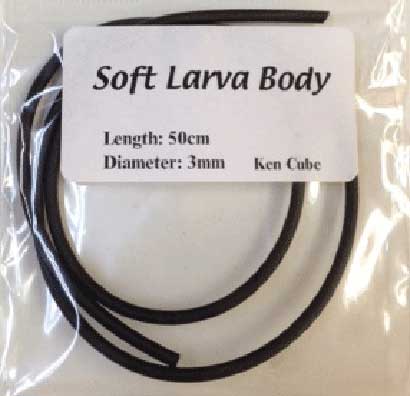 Soft Larva Body
Length: 50cm
Diameter: 3mm Ken Cube